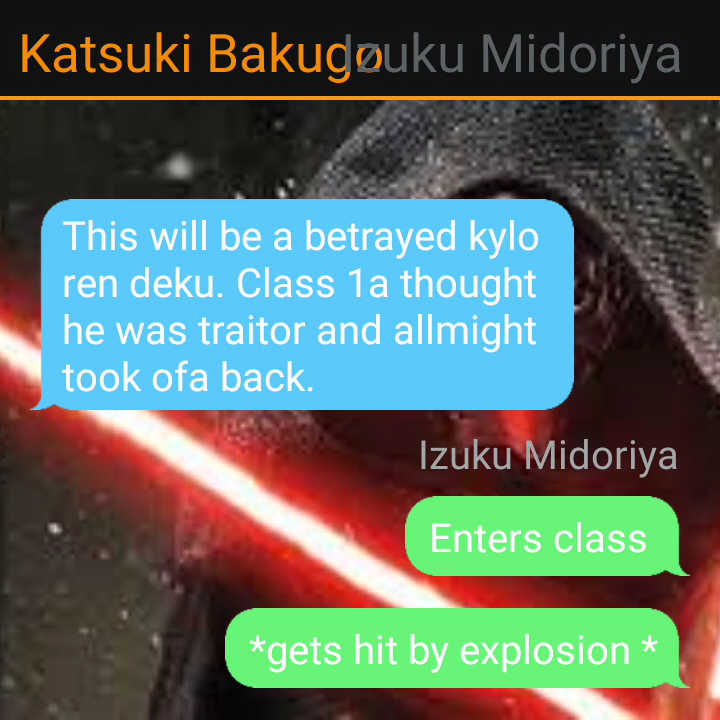 Katsuki Bakugo Izuku Midoriya
This will be a betrayed kylo
ren deku. Class 1a thought
he was traitor and allmight
took ofa back.
Izuku Midoriya
Enters class
*gets hit by explosion *